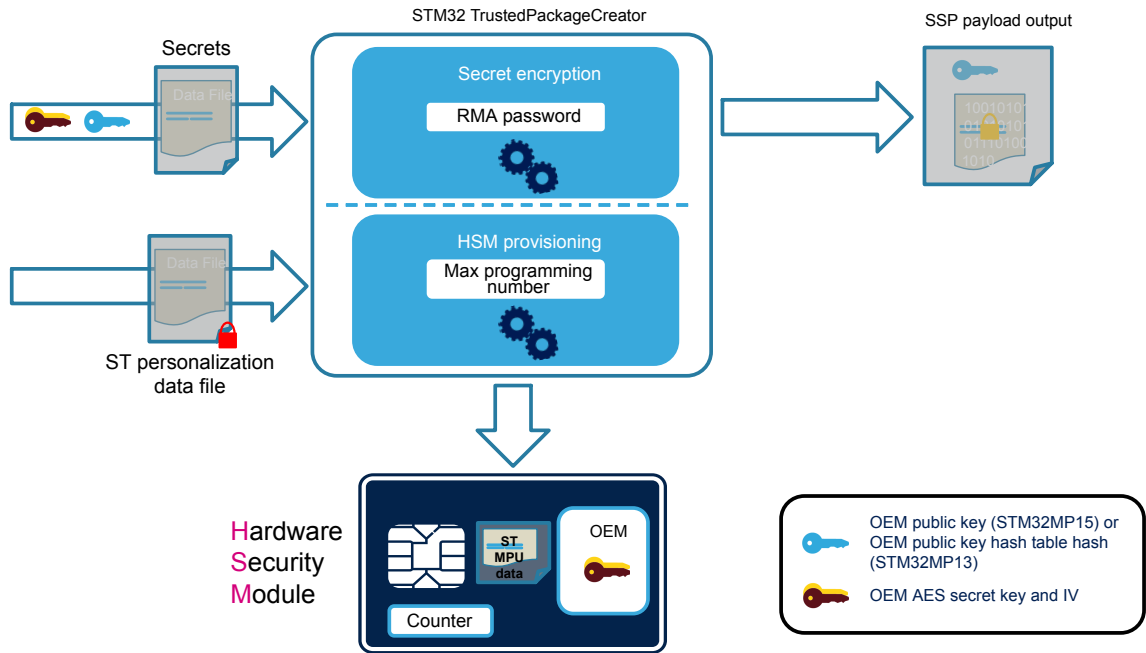 STM32 TrustedPackageCreator
SSP payload output
Secrets
Data File
Secret encryption
RMA password
10010101
01110100
1010
HSM provisioning
Max programming
number
Data File
ST personalization
data file
Hardware
Security
Module
ST
MPU
data
OEM
Counter
OEM public key (STM32MP15) or
OEM public key hash table hash
(STM32MP13)
OEM AES secret key and IV